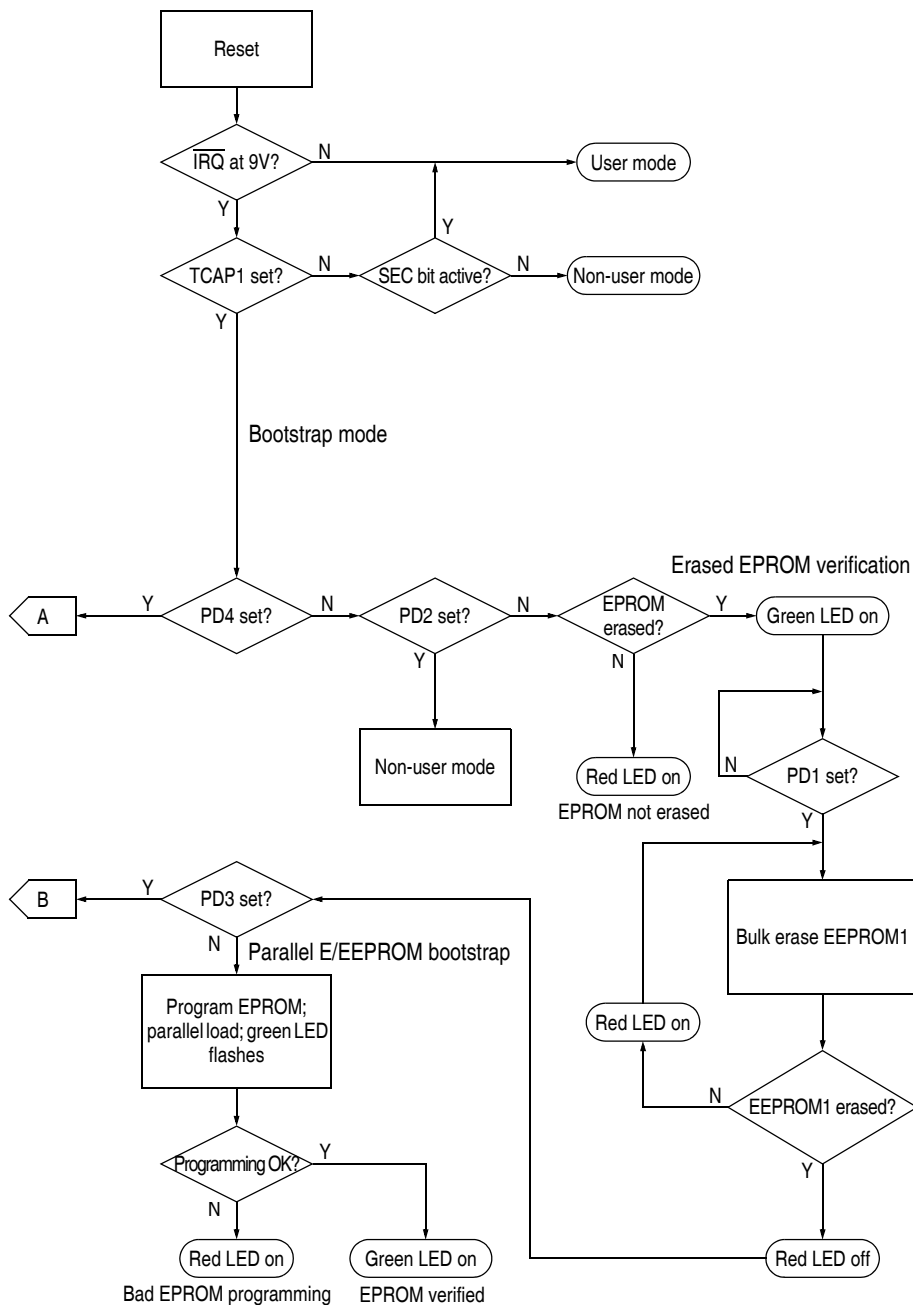 Reset
IRQ at 9V?
N
User mode
Y
Y
TCAP1 set?
N
SEC bit active?
N
Non-user mode
Y
Bootstrap mode
Erased EPROM verification
A
Y
PD4 set?
N
PD2 set?
N
EPROM
erased?
Y
Green LED on
Y
N
Non-user mode
Red LED on
EPROM not erased
N
PD1 set?
Y
B
Y
PD3 set?
N
Parallel E/EEPROM bootstrap
Bulk erase EEPROM1
Program EPROM;
parallel load; green LED
flashes
Red LED on
N
EEPROM1 erased?
Y
Programming OK?
Y
N
Red LED on
Bad EPROM programming
Green LED on
EPROM verified
Red LED off